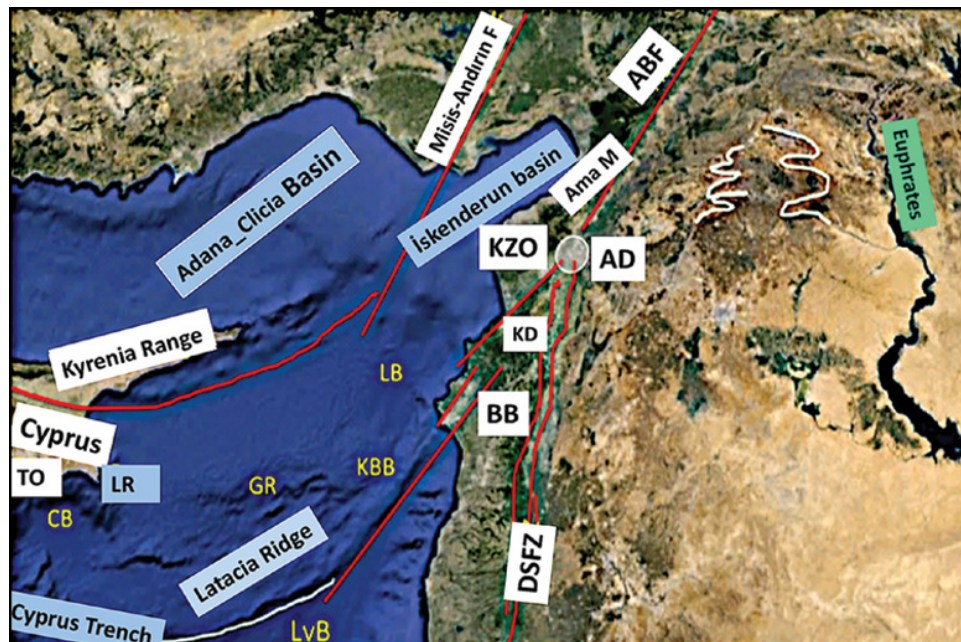 Misis-Andırın F
ABF
Euphrates
Adana_Clicia Basin
İskenderun basin
Ama M
KZO
AD
Kyrenia Range
KD
LB
Cyprus
BB
TO
LR
KBB
GR
CB
Latacia Ridge
DSFZ
Cyprus Trench
LvB